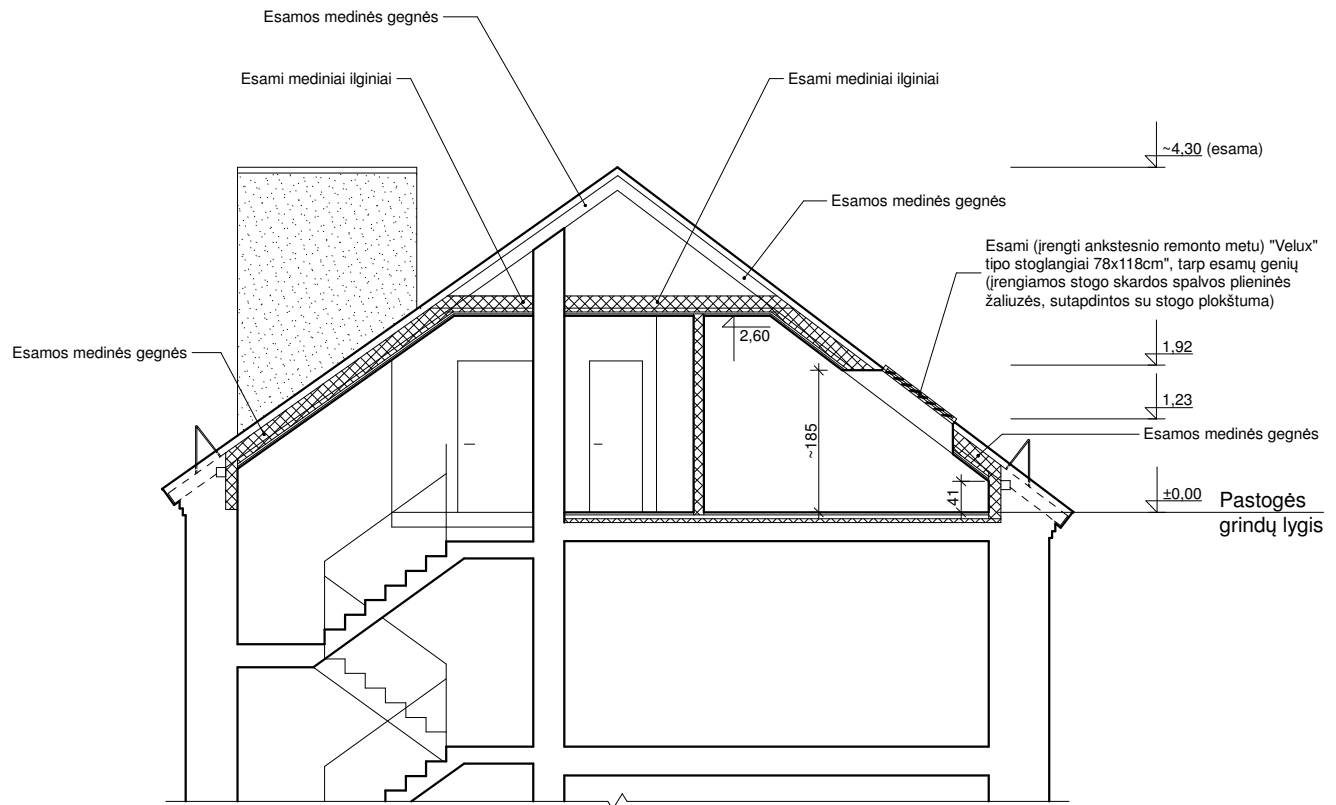 Esamos medinės gegnės
Esami mediniai ilginiai
Esami mediniai ilginiai
~4,30 (esama)
Esamos medinės gegnės
Esami (įrengti ankstesnio remonto metu) "Velux"
tipo stoglangiai 78x118cm", tarp esamų genių
(įrengiamos stogo skardos spalvos plieninės
žaliuzės, sutapdintos su stogo plokštuma)
2,60
Esamos medinės gegnės
1,92
1,23
~185
Esamos medinės gegnės
41
±0,00
Pastogės
grindų lygis